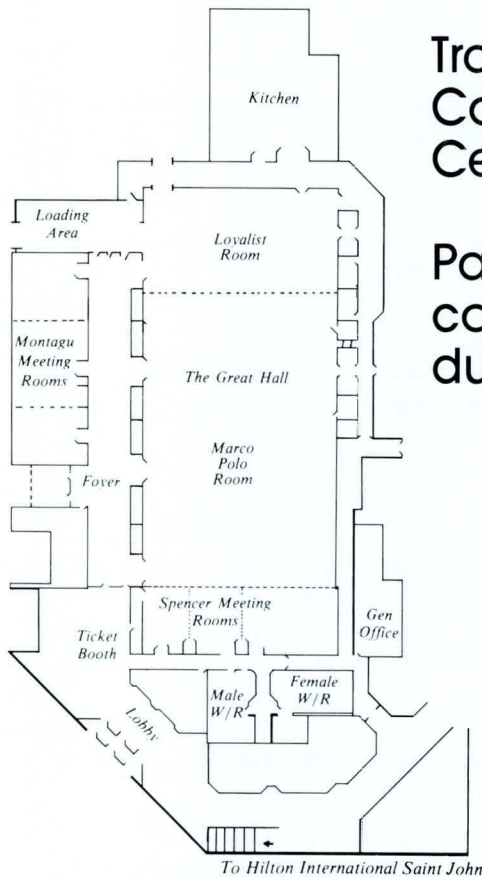 Kitchen
Loading
Area
Loyalist
Room
Montagu
Meeting
Rooms
The Great Hall
Marco
Polo
Room
Foyer
Spencer Meeting
Rooms
Gen
Office
Ticket
Booth
Male
W/R
Female
W/R
Lobby
To Hilton International Saint John